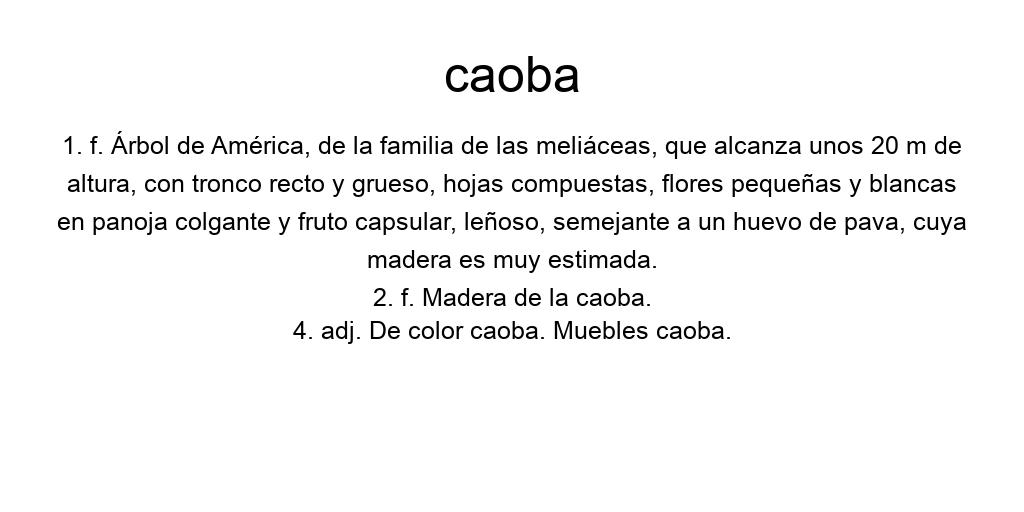 caoba
1. f. Árbol de América, de la familia de las meliáceas, que alcanza unos 20 m de
altura, con tronco recto y grueso, hojas compuestas, flores pequeñas y blancas
en panoja colgante y fruto capsular, leñoso, semejante a un huevo de pava, cuya
madera es muy estimada.
2. f. Madera de la caoba.
4. adj. De color caoba. Muebles caoba.